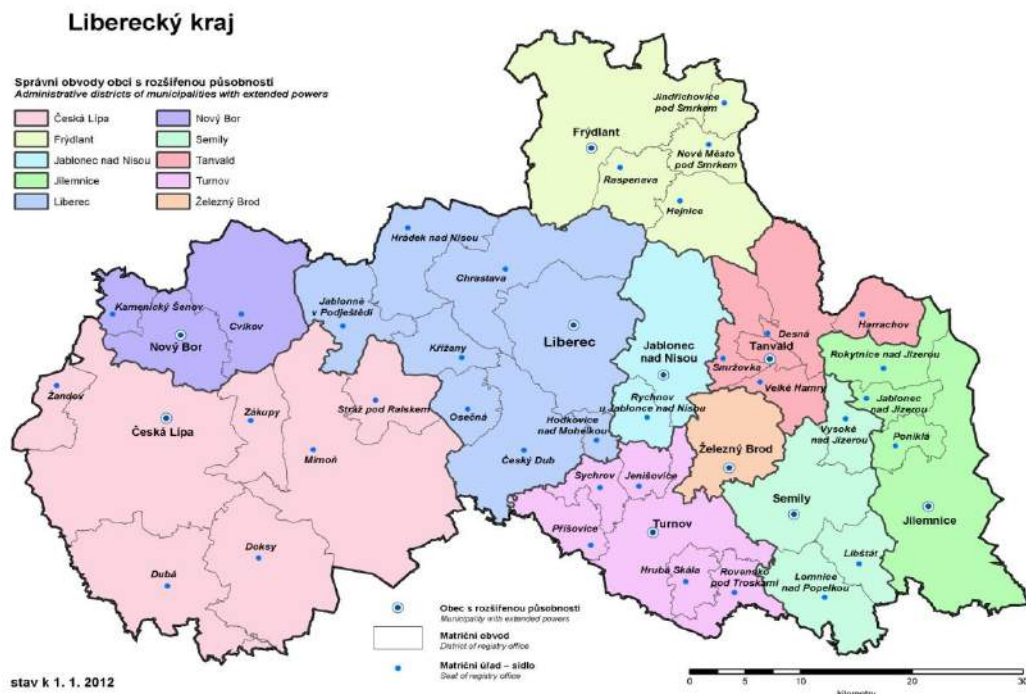 Liberecký kraj
Správní obvody obcí s rozšířenou působností
Administrative districts of municipalities with extended powers
Česká Lípa
Frýdlant
Jablonec nad Nisou
Jilemnice
Liberec
Nový Bor
Semily
Tanvald
Turnov
Železný Brod
Jindřichovice
pod Smrkem
Frýdlant
Nové Město
pod Smrkem
Raspenava
Hejnice
Hrádek nad Nisou
Chrastava
Kamenický Šenov
Jablonné
v Podještědí
Cvikov
Nový Bor
Liberec
Křižany
Jablonec
nad Nisou
Desná
Tanvald
Harrachov
Smržovka
Rokytnice nad Jizerou
Velké Hamry
Žandov
Česká Lípa
Zákupy
Stráž pod Ralskem
Osečná
Hodkovice
nad Mohelkou
Rychnov
u Jablonce nad Nisou
Jablonec
nad Jizerou
Vysoké
nad Jizerou
Poniklá
Mimoň
Český Dub
Železný Brod
Sychrov
Jenišovice
Semily
Jilemnice
Příšovice
Turnov
Doksy
Dubá
Hrubá Skála
Rovensko
pod Troskami
Libštát
Lomnice
nad Popelkou
Obec s rozšířenou působností
Municipality with extended powers
Matriční obvod
District of registry office
Matriční úřad – sídlo
Seat of registry office
stav k 1. 1. 2012
0 5 10 20 30
kilometry